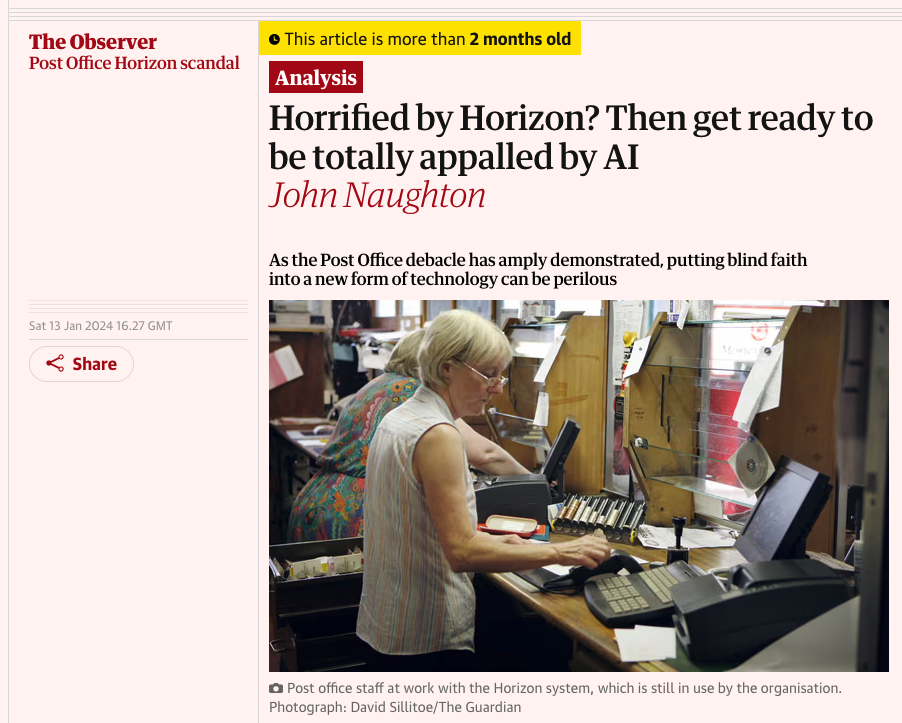 The Observer
Post Office Horizon scandal
This article is more than 2 months old
Analysis
Horrified by Horizon? Then get ready to
be totally appalled by AI
John Naughton
As the Post Office debacle has amply demonstrated, putting blind faith
into a new form of technology can be perilous
Sat 13 Jan 2024 16.27 GMT
Share
Post office staff at work with the Horizon system, which is still in use by the organisation.
Photograph: David Sillitoe/The Guardian